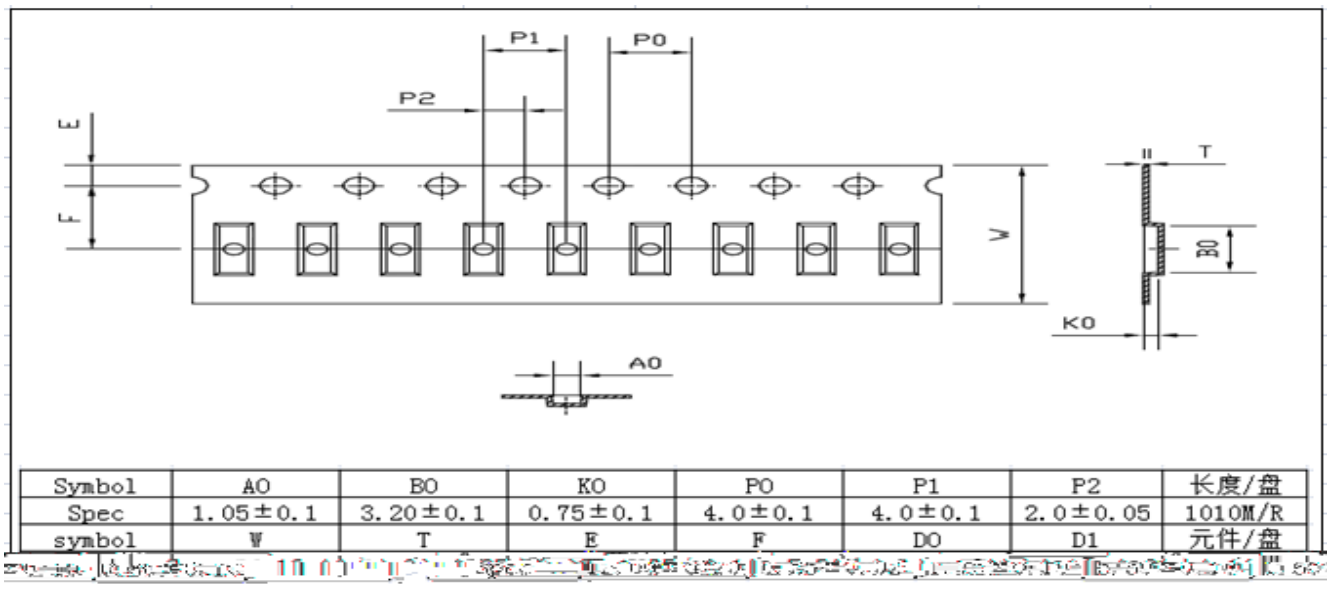 P1
P0
P2
E
T
F
W
B0
K0
A0
Symbol A0 B0 K0 P0 P1 P2 长度/盘
Spec 1.05±0.1 3.20±0.1 0.75±0.1 4.0±0.1 4.0±0.1 2.0±0.05 1010M/R
symbol W T E F D0 D1 元件/盘